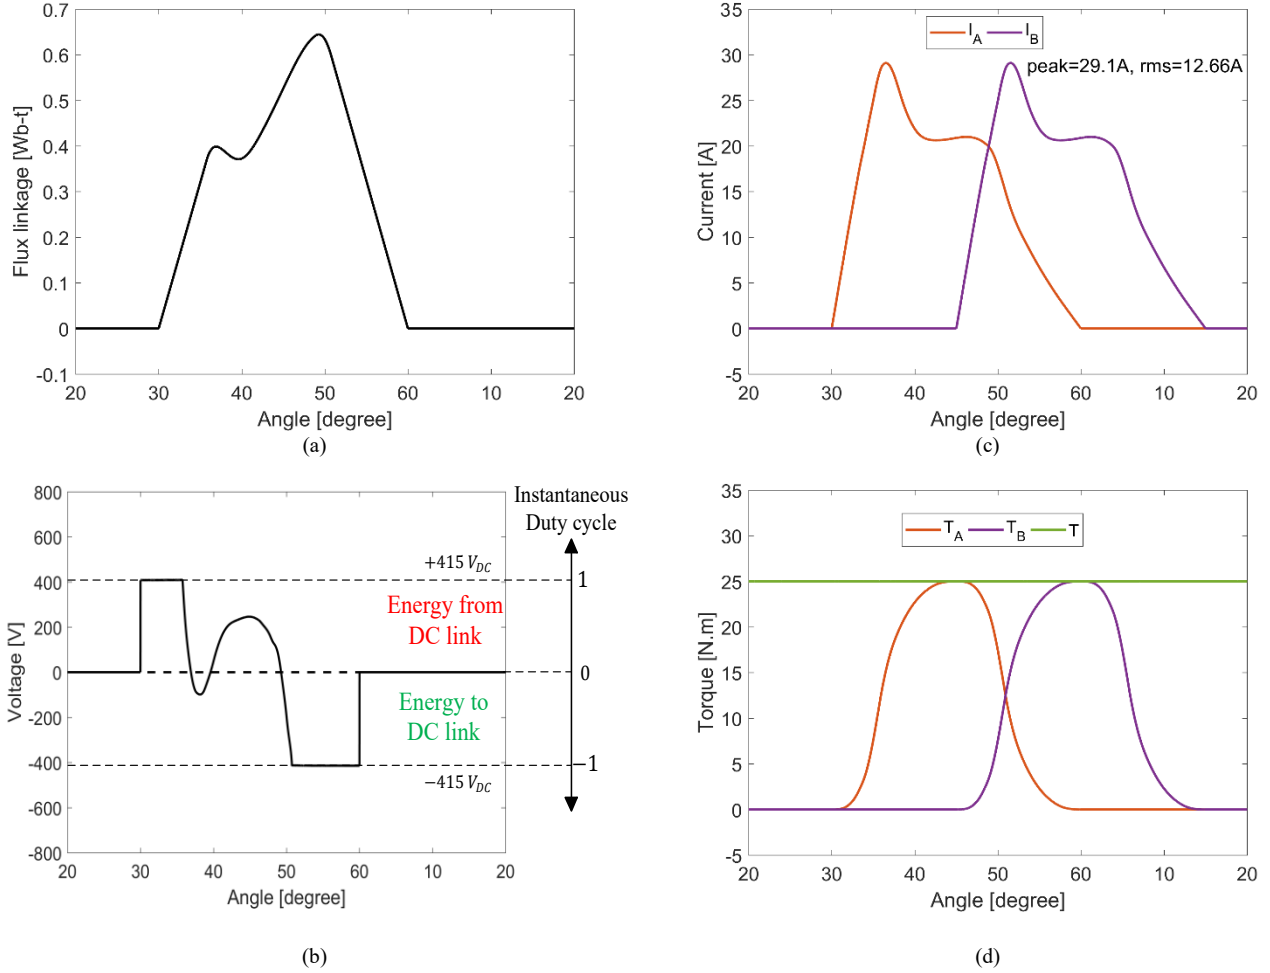 0.7
0.6
0.5
0.4
0.3
0.2
0.1
0
-0.1
Flux linkage [Wb-t]
20 30 40 50 60 10 20
Angle [degree]
(a)
35
30
25
20
15
10
5
0
-5
Current [A]
I_A I_B
peak=29.1A, rms=12.66A
20 30 40 50 60 10 20
Angle [degree]
(c)
800
600
400
200
0
-200
-400
-600
-800
Voltage [V]
+415 V_DC
Energy from
DC link
Energy to
DC link
−415 V_DC
Instantaneous
Duty cycle
1
0
−1
20 30 40 50 60 10 20
Angle [degree]
(b)
35
30
25
20
15
10
5
0
-5
Torque [N.m]
T_A T_B T
20 30 40 50 60 10 20
Angle [degree]
(d)